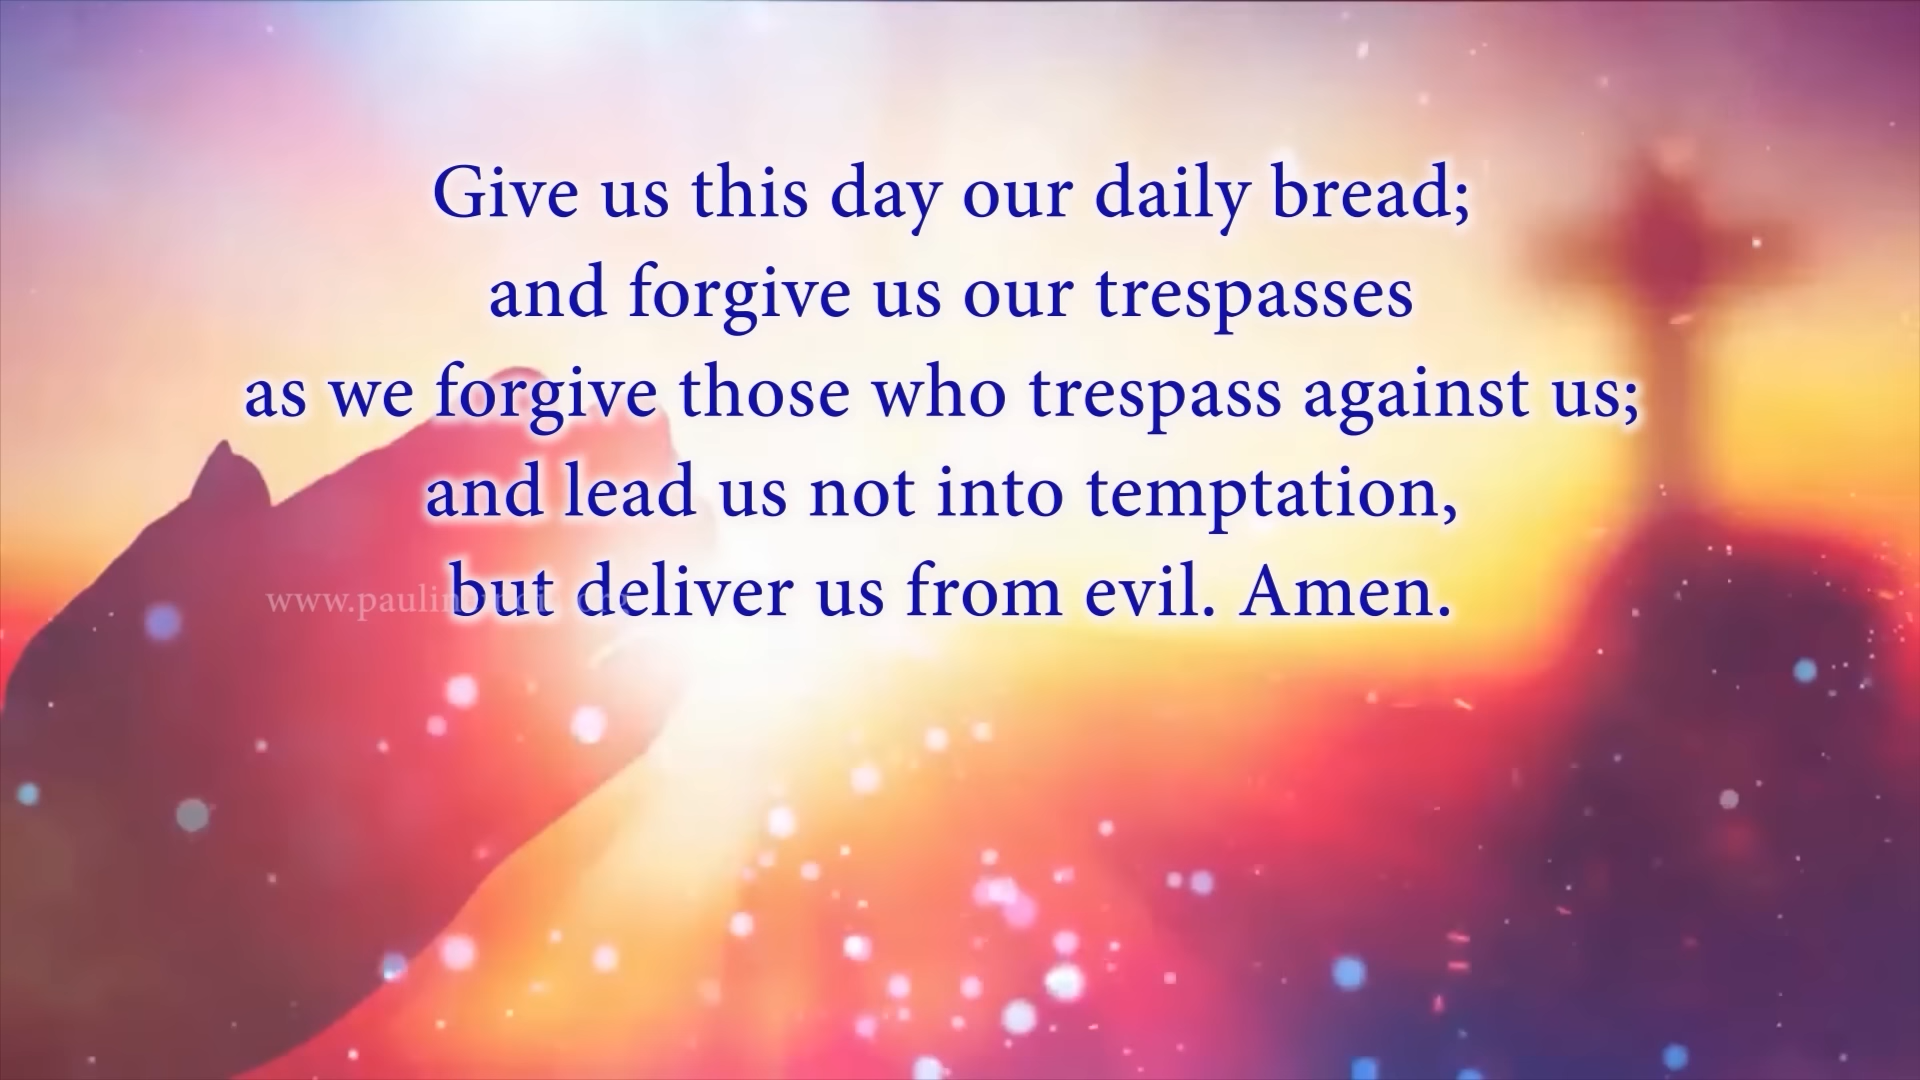 Give us this day our daily bread;
and forgive us our trespasses
as we forgive those who trespass against us;
and lead us not into temptation,
but deliver us from evil. Amen.